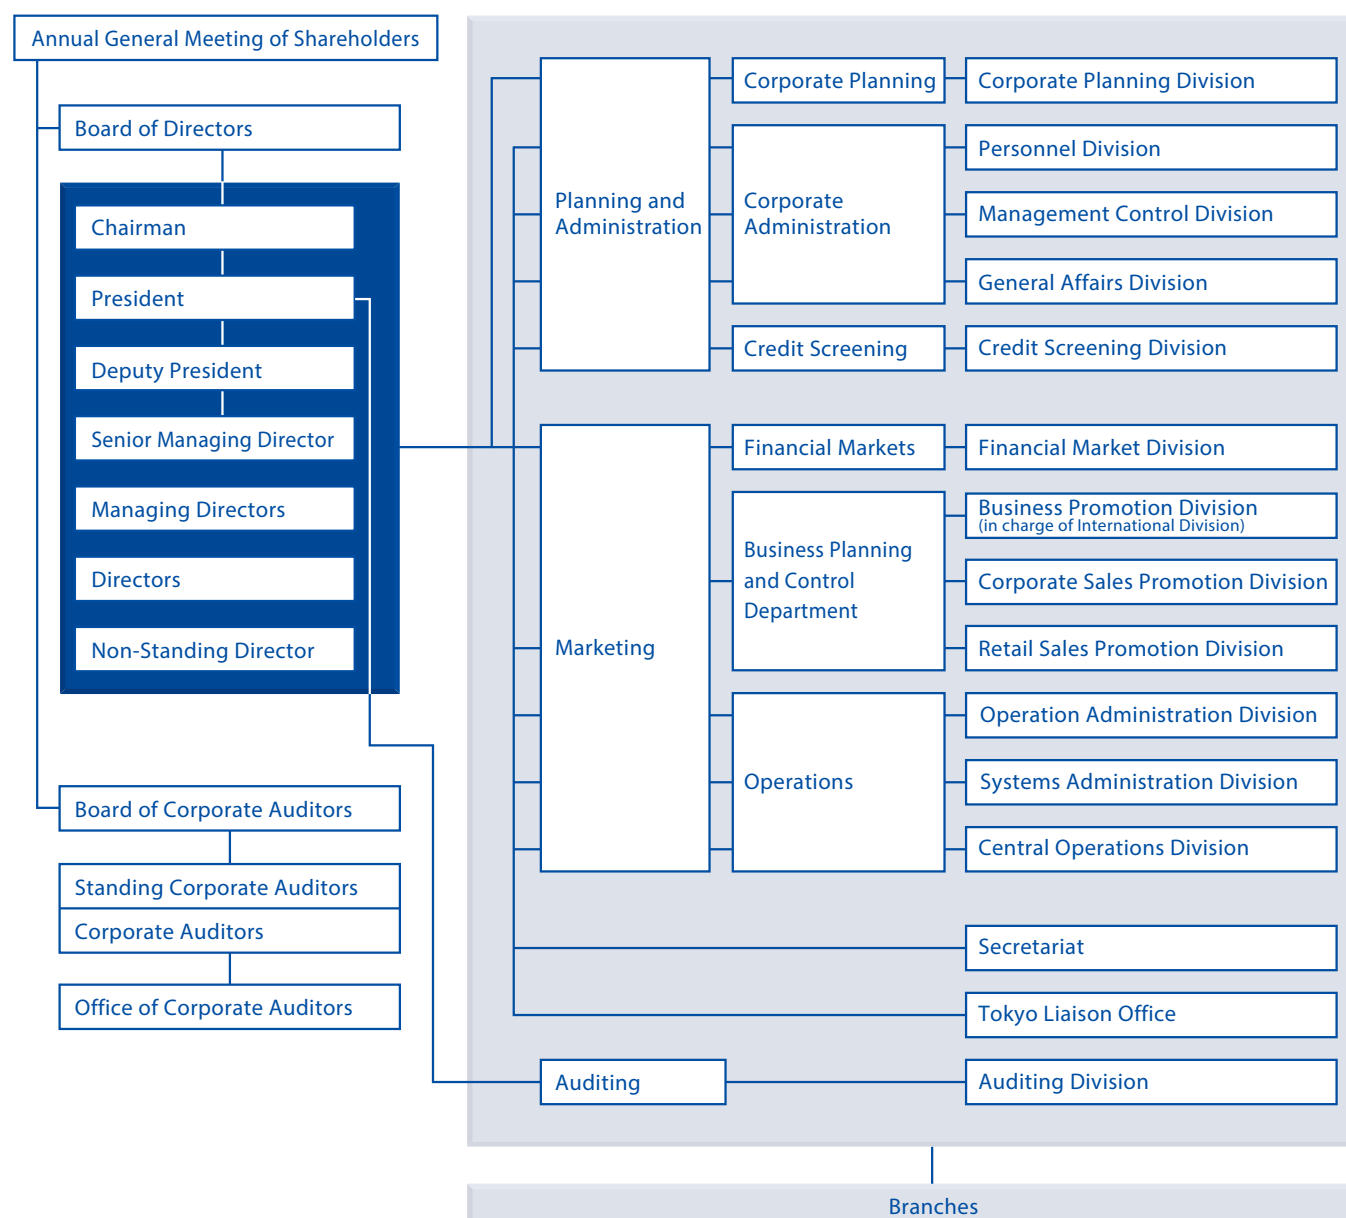 Annual General Meeting of Shareholders
Board of Directors
Chairman
President
Deputy President
Senior Managing Director
Managing Directors
Directors
Non-Standing Director
Board of Corporate Auditors
Standing Corporate Auditors
Corporate Auditors
Office of Corporate Auditors
Planning and
Administration
Corporate Planning
Corporate Planning Division
Corporate
Administration
Personnel Division
Management Control Division
General Affairs Division
Credit Screening
Credit Screening Division
Marketing
Financial Markets
Financial Market Division
Business Planning
and Control
Department
Business Promotion Division
(in charge of International Division)
Corporate Sales Promotion Division
Retail Sales Promotion Division
Operations
Operation Administration Division
Systems Administration Division
Central Operations Division
Secretariat
Tokyo Liaison Office
Auditing
Auditing Division
Branches